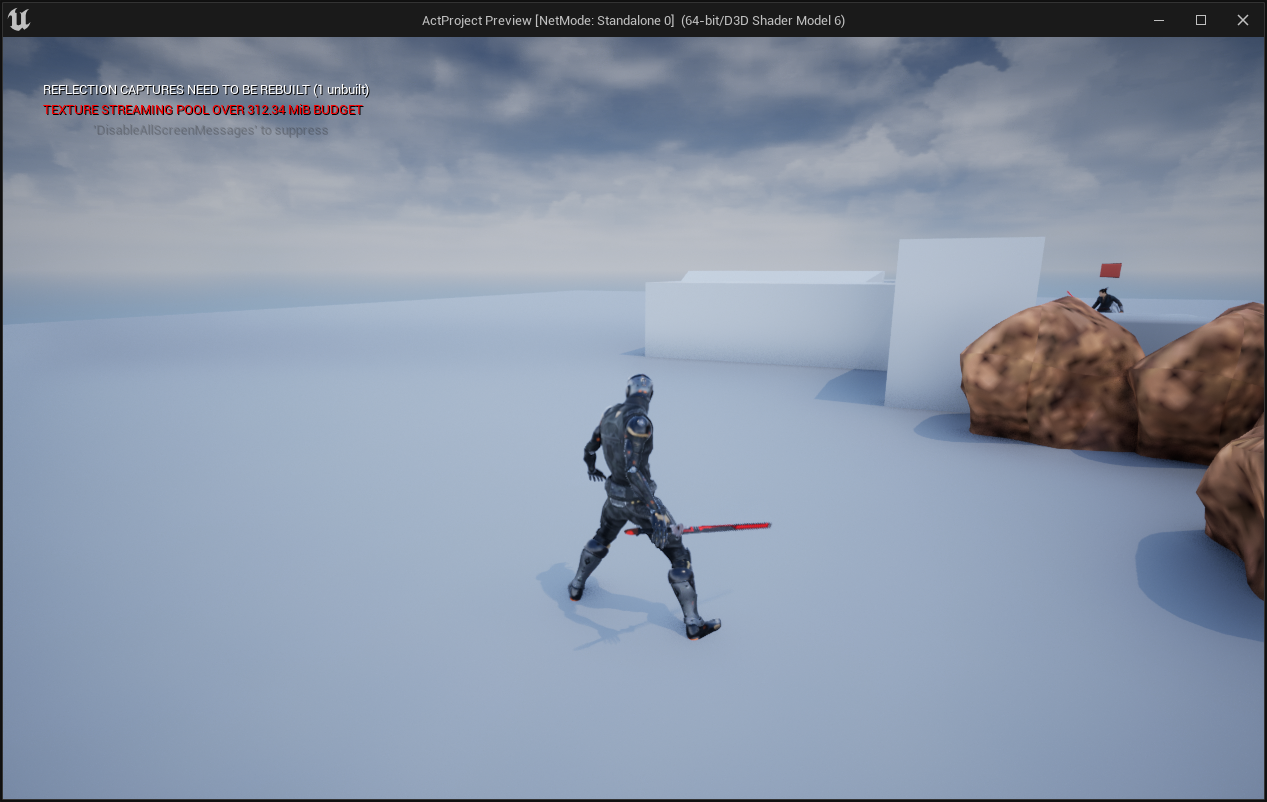 ActProject Preview [NetMode: Standalone 0]  (64-bit/D3D Shader Model 6)
REFLECTION CAPTURES NEED TO BE REBUILT (1 unbuilt)
TEXTURE STREAMING POOL OVER 312.34 MiB BUDGET
'DisableAllScreenMessages' to suppress